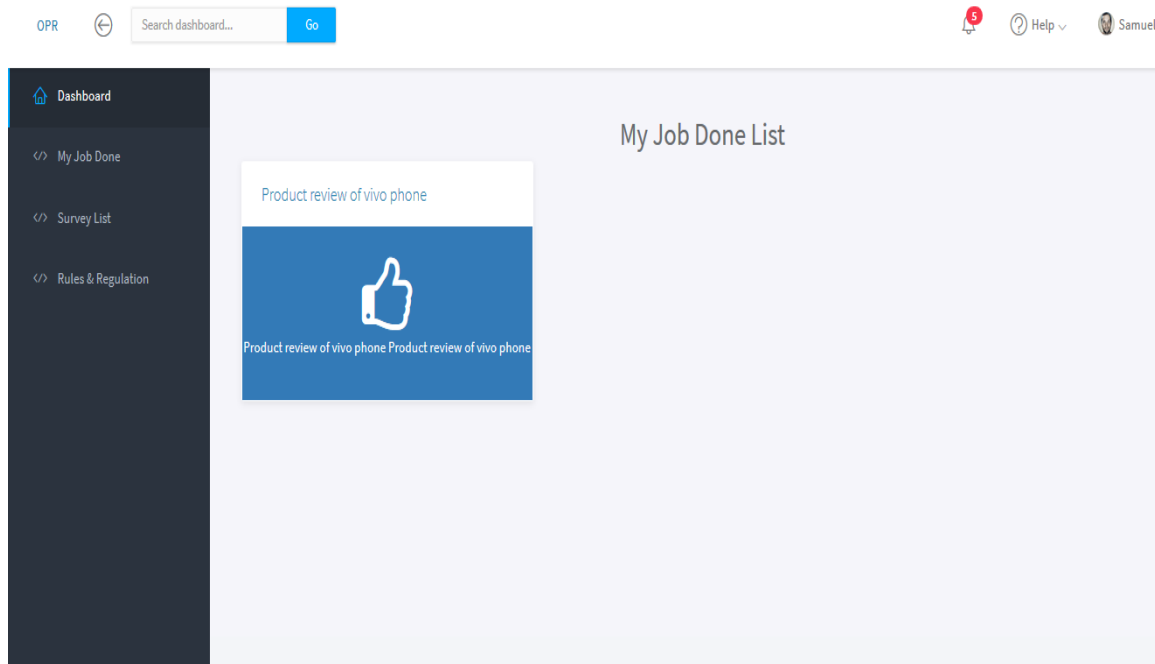 OPR
Search dashboard...
Go
5
Help
Samuel
Dashboard
</> My Job Done
</> Survey List
</> Rules & Regulation
My Job Done List
Product review of vivo phone
Product review of vivo phone Product review of vivo phone